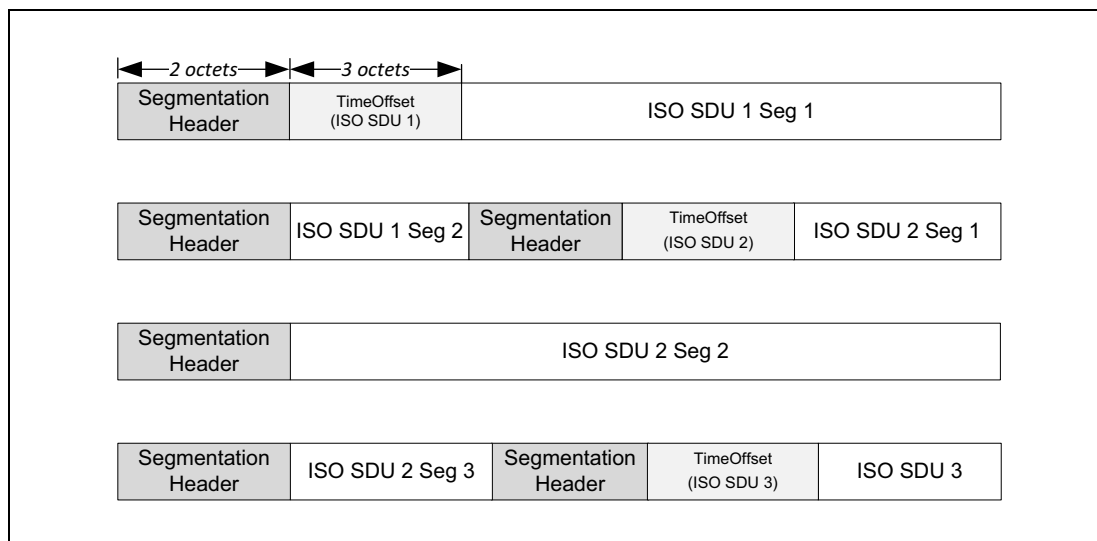 2 octets 3 octets
Segmentation
Header
TimeOffset
(ISO SDU 1)
ISO SDU 1 Seg 1
Segmentation
Header
ISO SDU 1 Seg 2
Segmentation
Header
TimeOffset
(ISO SDU 2)
ISO SDU 2 Seg 1
Segmentation
Header
ISO SDU 2 Seg 2
Segmentation
Header
ISO SDU 2 Seg 3
Segmentation
Header
TimeOffset
(ISO SDU 3)
ISO SDU 3